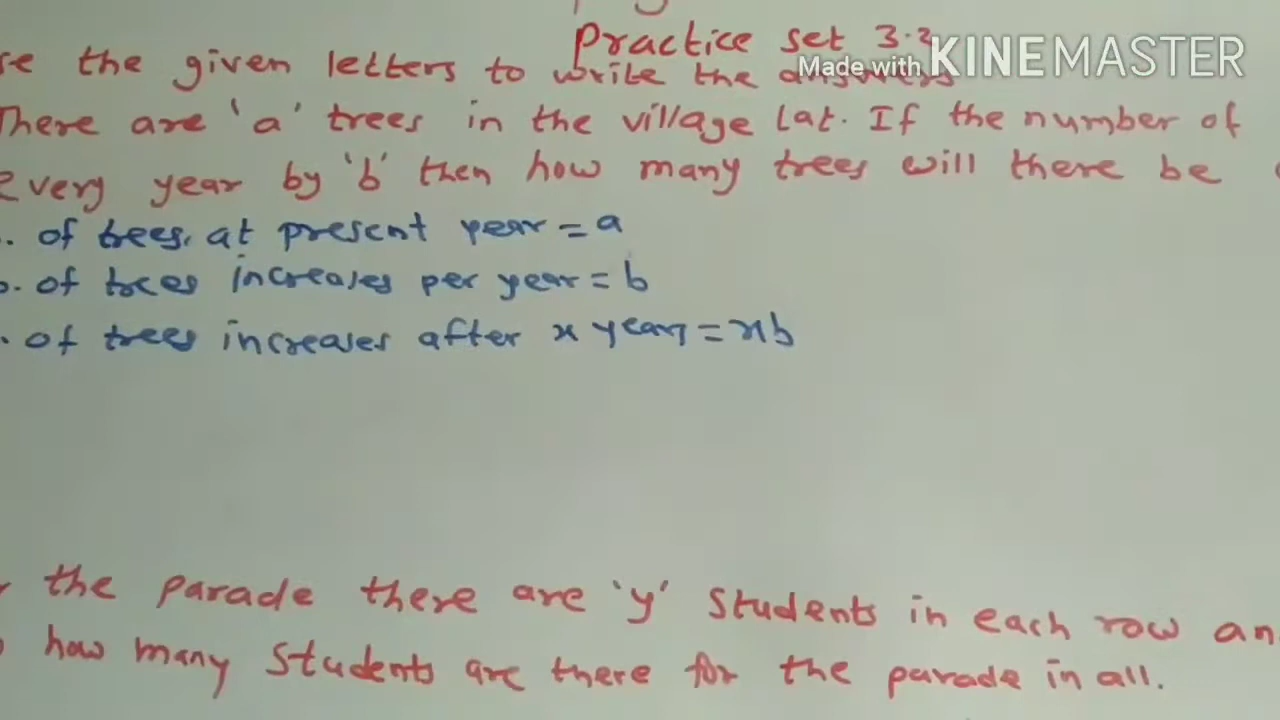 Practice set 3.2
se the given letters to write the answers
Made with KINEMASTER
There are 'a' trees in the village Lat. If the number of
every year by 'b' then how many trees will there be
. of trees at present year = a
o. of trees increases per year = b
. of trees increases after x years = xb
the parade there are 'y' students in each row an
how many students are there for the parade in all.